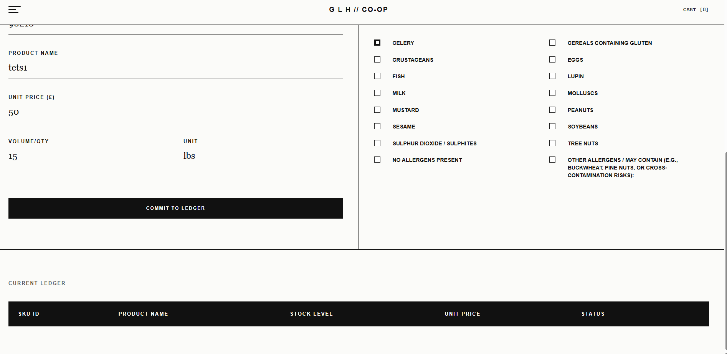 G L H // CO-OP
CART [0]
PRODUCT NAME
tets1
UNIT PRICE (£)
50
VOLUME/QTY
UNIT
15
lbs
COMMIT TO LEDGER
CELERY
CEREALS CONTAINING GLUTEN
CRUSTACEANS
EGGS
FISH
LUPIN
MILK
MOLLUSCS
MUSTARD
PEANUTS
SESAME
SOYBEANS
SULPHUR DIOXIDE / SULPHITES
TREE NUTS
NO ALLERGENS PRESENT
OTHER ALLERGENS / MAY CONTAIN (E.G.,
BUCKWHEAT, PINE NUTS, OR CROSS-
CONTAMINATION RISKS):
CURRENT LEDGER
SKU ID
PRODUCT NAME
STOCK LEVEL
UNIT PRICE
STATUS